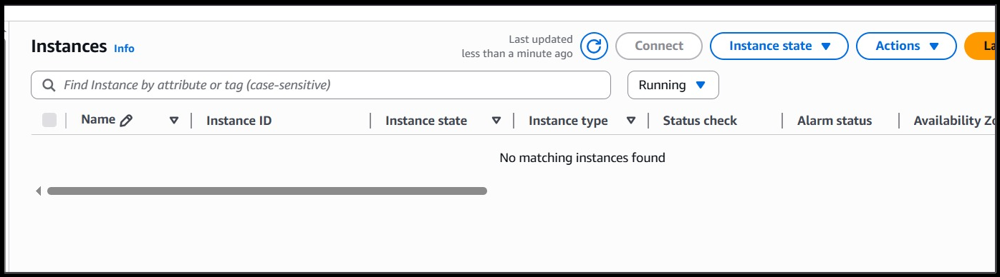 Instances Info
Last updated
less than a minute ago
Connect
Instance state
Actions
La
Find Instance by attribute or tag (case-sensitive)
Running
Name
Instance ID
Instance state
Instance type
Status check
Alarm status
Availability Zo
No matching instances found